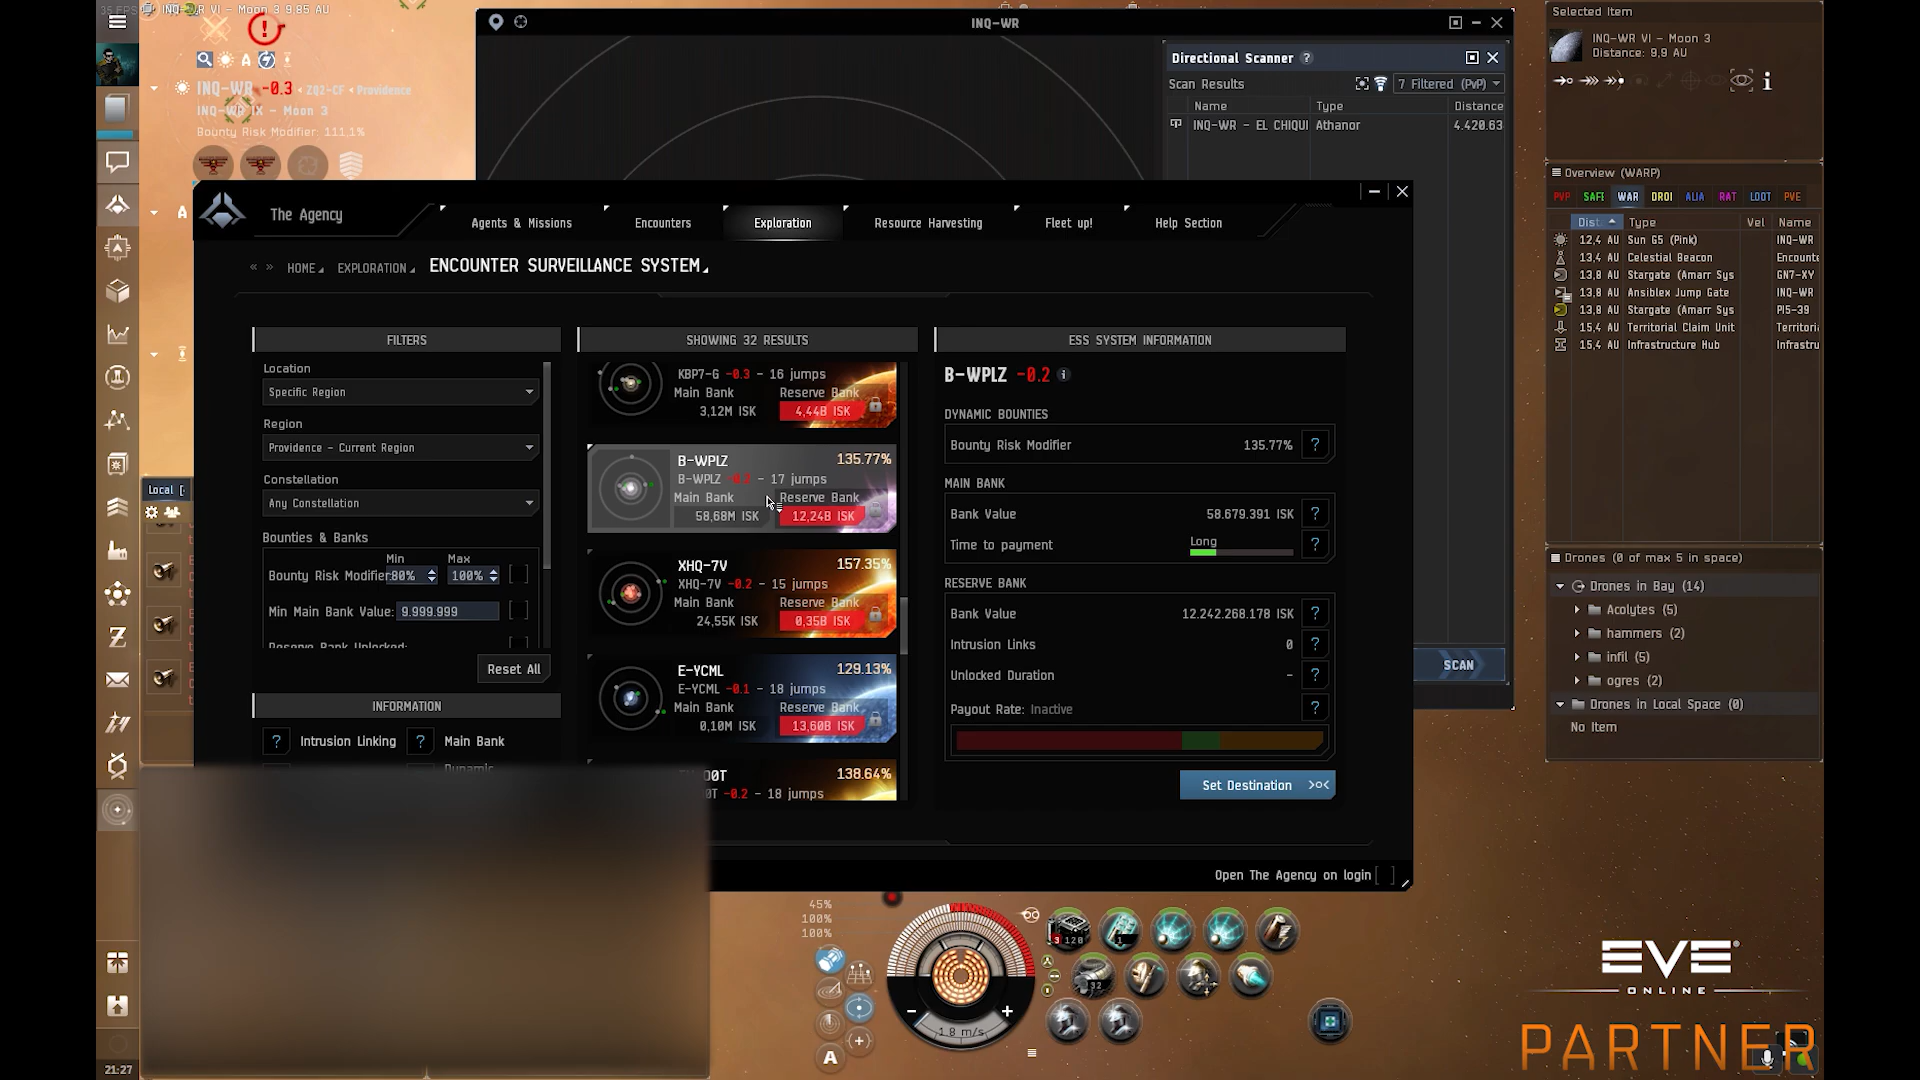 INQ-WR VI - Moon 3 9.85 AU
INQ-WR -0.3 ‹ ZQ2-CF ‹ Providence
INQ-WR IX - Moon 3
Bounty Risk Modifier: 111,1%
INQ-WR
Directional Scanner ?
Scan Results
7 Filtered (PvP)
Name Type Distance
INQ-WR - EL CHIQUI Athanor 4.420.63
SCAN
Selected Item
INQ-WR VI - Moon 3
Distance: 9,9 AU
Overview (WARP)
PVP SAFE WAR DROI ALIA RAT LOOT PVE
Dist Type Vel Name
12,4 AU Sun G5 (Pink) INQ-WR
13,4 AU Celestial Beacon Encounte
13,8 AU Stargate (Amarr Sys GN7-XY
13,8 AU Ansiblex Jump Gate INQ-WR
13,8 AU Stargate (Amarr Sys PI5-39
15,4 AU Territorial Claim Unit Territoria
15,4 AU Infrastructure Hub Infrastru
Drones (0 of max 5 in space)
Drones in Bay (14)
Acolytes (5)
hammers (2)
infil (5)
ogres (2)
Drones in Local Space (0)
No Item
Local [
The Agency
Agents & Missions
Encounters
Exploration
Resource Harvesting
Fleet up!
Help Section
« » HOME EXPLORATION ENCOUNTER SURVEILLANCE SYSTEM
FILTERS
Location
Specific Region
Region
Providence - Current Region
Constellation
Any Constellation
Bounties & Banks
Min Max
Bounty Risk Modifier: 80% 100%
Min Main Bank Value: 9.999.999
Reserve Bank Unlocked:
Reset All
INFORMATION
? Intrusion Linking ? Main Bank
Dynamic
SHOWING 32 RESULTS
KBP7-G -0.3 - 16 jumps
Main Bank Reserve Bank
3,12M ISK 4,44B ISK
B-WPLZ 135.77%
B-WPLZ -0.2 - 17 jumps
Main Bank Reserve Bank
58,68M ISK 12,24B ISK
XHQ-7V 157.35%
XHQ-7V -0.2 - 15 jumps
Main Bank Reserve Bank
24,55K ISK 0,35B ISK
E-YCML 129.13%
E-YCML -0.1 - 18 jumps
Main Bank Reserve Bank
0,10M ISK 13,60B ISK
138.64%
-0.2 - 18 jumps
ESS SYSTEM INFORMATION
B-WPLZ -0.2
DYNAMIC BOUNTIES
Bounty Risk Modifier 135.77% ?
MAIN BANK
Bank Value 58.679.391 ISK ?
Time to payment Long ?
RESERVE BANK
Bank Value 12.242.268.178 ISK ?
Intrusion Links 0 ?
Unlocked Duration - ?
Payout Rate: Inactive ?
Set Destination
Open The Agency on login
45%
100%
100%
3 120
1
32
1.8 m/s
A
21:27
EVE
ONLINE
PARTNER